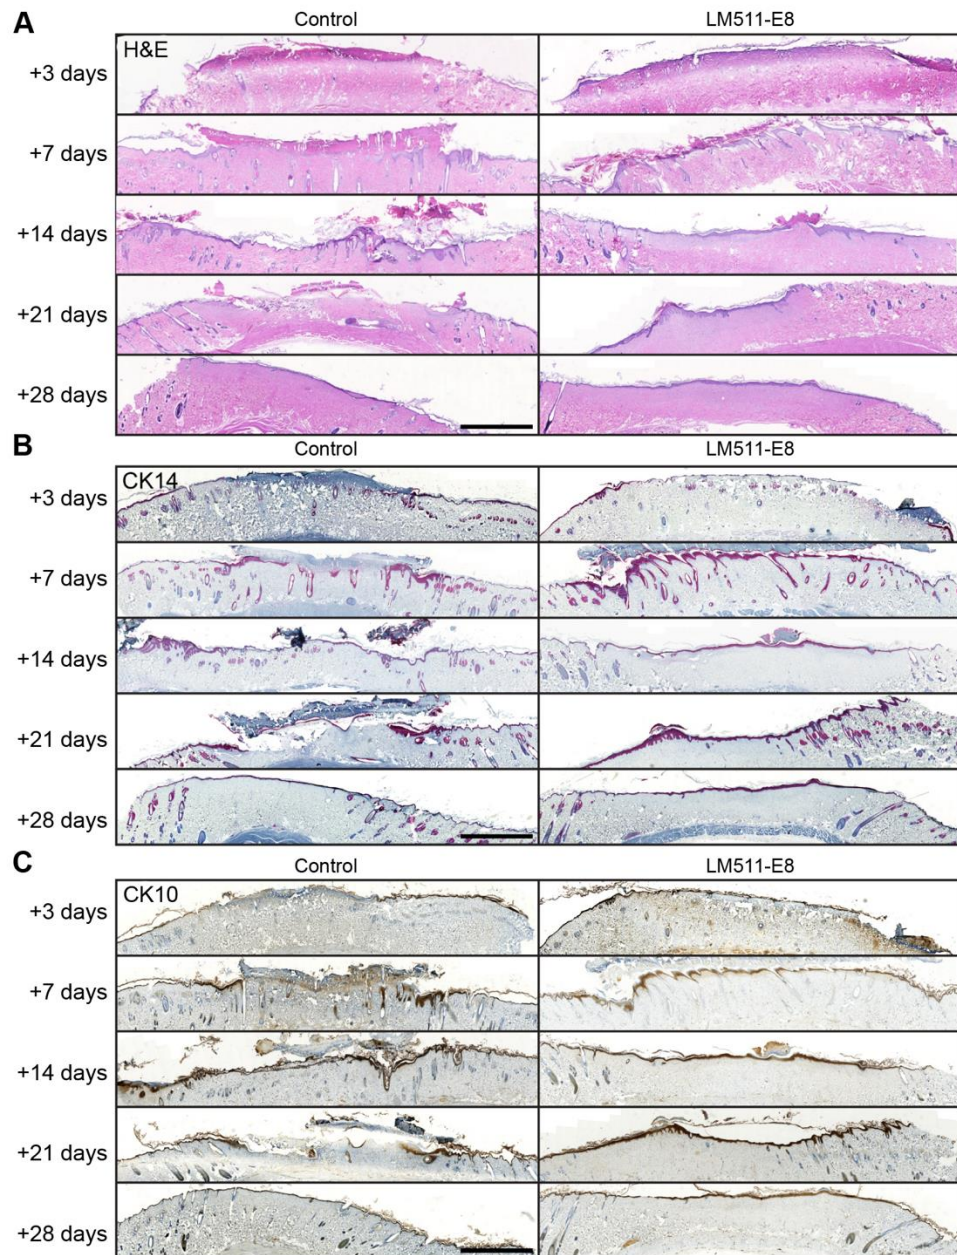 A
Control LM511-E8
H&E
+3 days
+7 days
+14 days
+21 days
+28 days
B
Control LM511-E8
CK14
+3 days
+7 days
+14 days
+21 days
+28 days
C
Control LM511-E8
CK10
+3 days
+7 days
+14 days
+21 days
+28 days